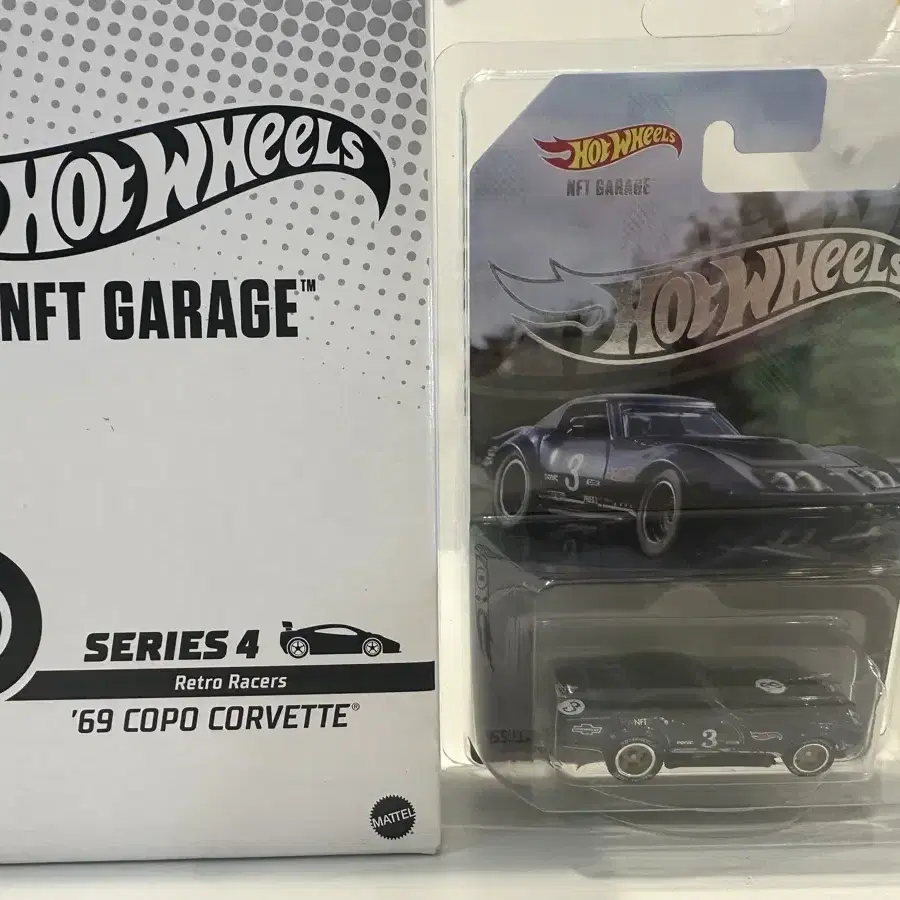 HOT WHEELS
NFT GARAGE™
SERIES 4
Retro Racers
'69 COPO CORVETTE®
MATTEL
HOT WHEELS
NFT GARAGE
HOT WHEELS
3
NFT
3